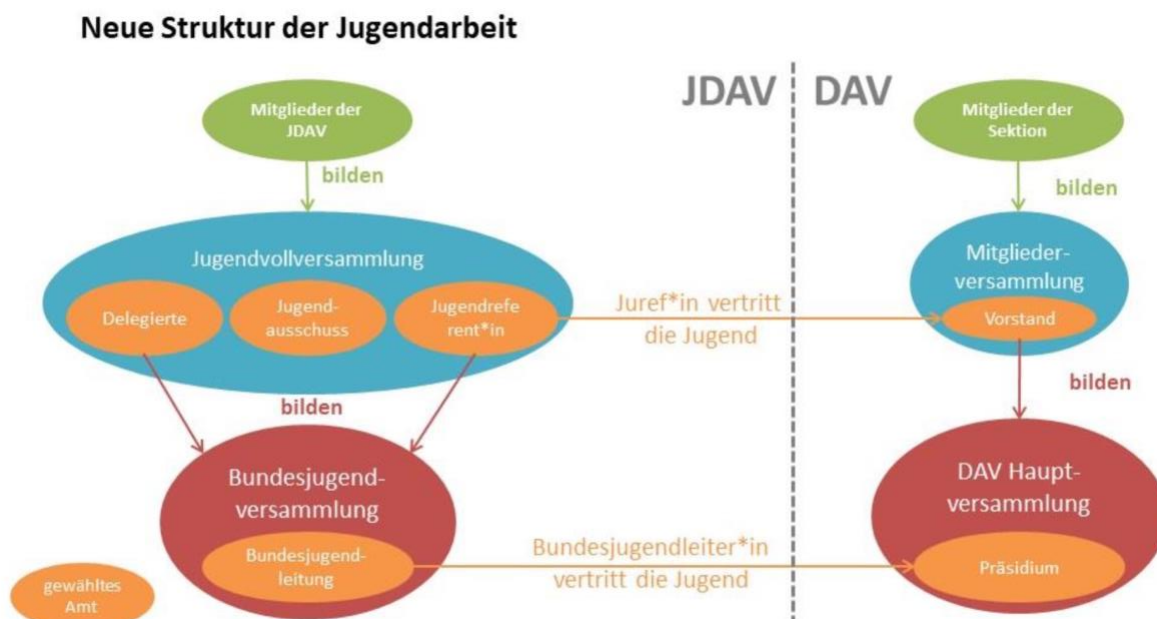 Neue Struktur der Jugendarbeit
JDAV
DAV
Mitglieder der
JDAV
Mitglieder der
Sektion
bilden
bilden
Jugendvollversammlung
Delegierte
Jugend-
ausschuss
Jugendrefe
rent*in
Juref*in vertritt
die Jugend
Mitglieder-
versammlung
Vorstand
bilden
bilden
Bundesjugend-
versammlung
Bundesjugend-
leitung
Bundesjugendleiter*in
vertritt die Jugend
DAV Haupt-
versammlung
Präsidium
gewähltes
Amt